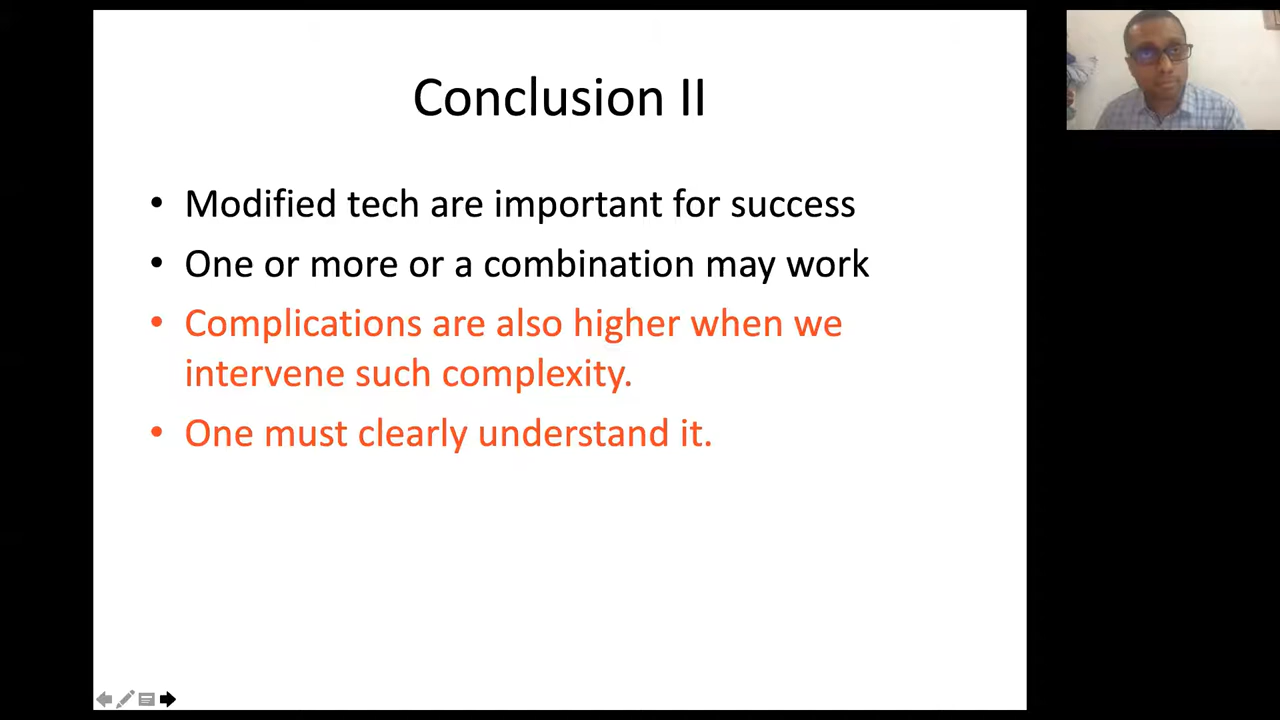 Conclusion II
• Modified tech are important for success
• One or more or a combination may work
• Complications are also higher when we
intervene such complexity.
• One must clearly understand it.